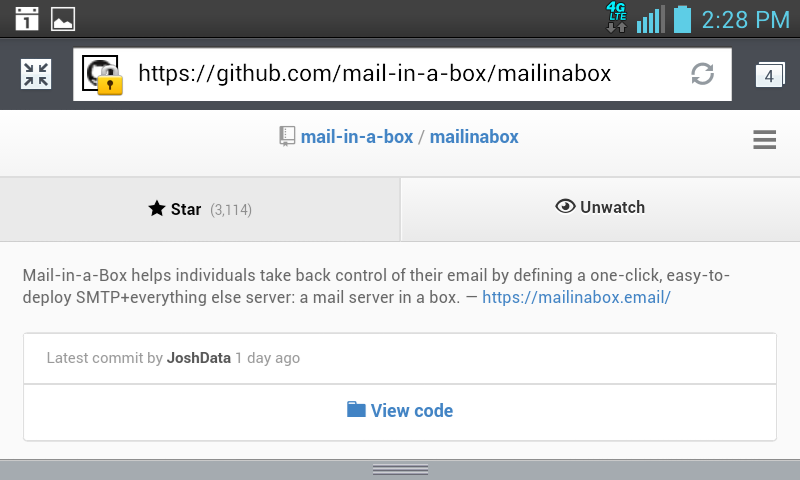 1
4G
LTE
2:28 PM
https://github.com/mail-in-a-box/mailinabox
4
mail-in-a-box / mailinabox
Star (3,114)
Unwatch
Mail-in-a-Box helps individuals take back control of their email by defining a one-click, easy-to-
deploy SMTP+everything else server: a mail server in a box. — https://mailinabox.email/
Latest commit by JoshData 1 day ago
View code